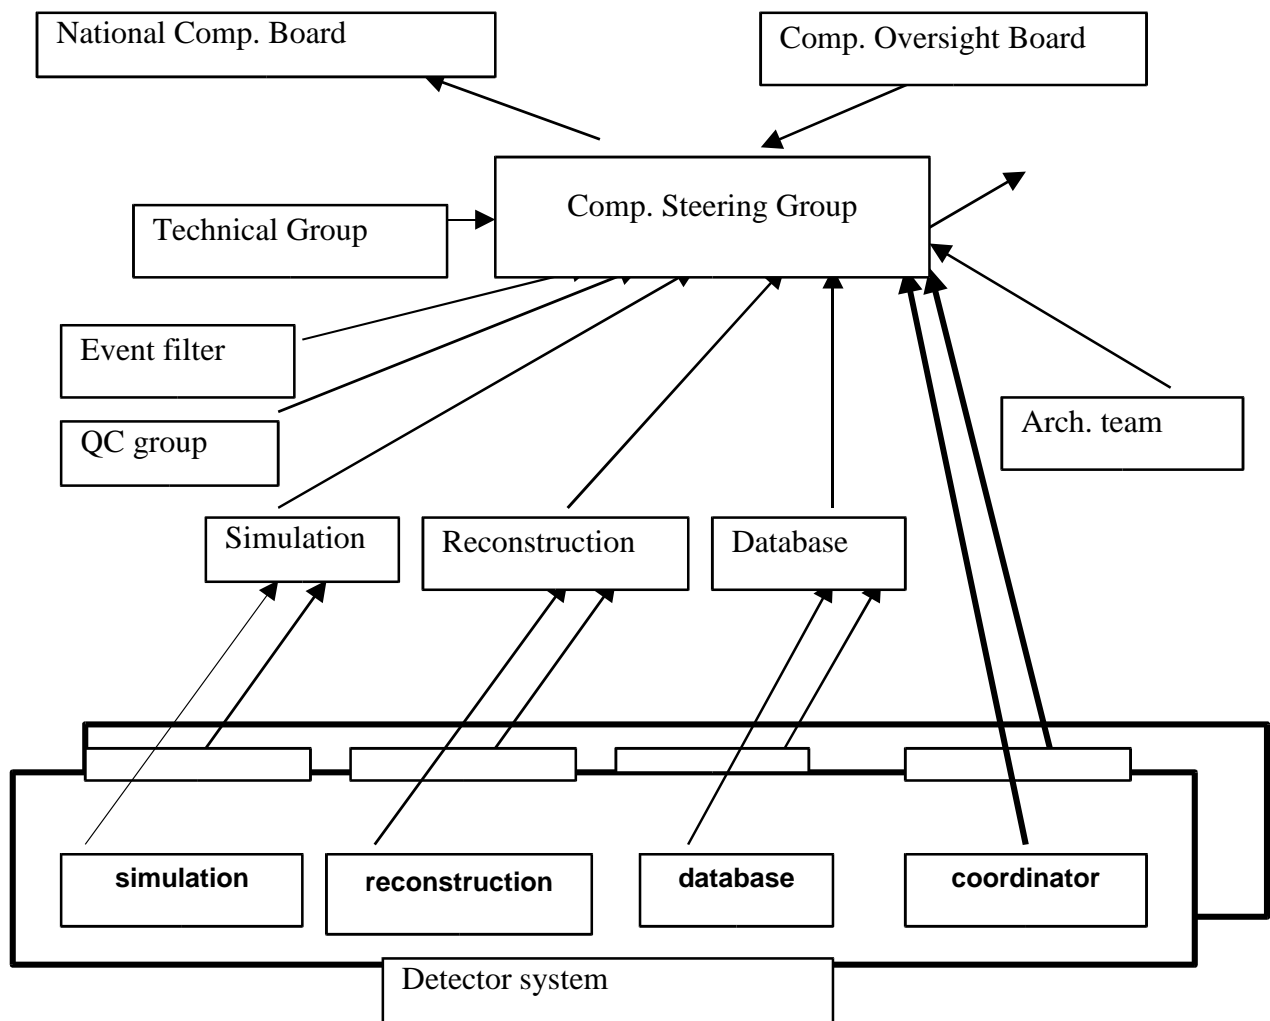 National Comp. Board
Comp. Oversight Board
Comp. Steering Group
Technical Group
Event filter
QC group
Arch. team
Simulation
Reconstruction
Database
simulation
reconstruction
database
coordinator
Detector system